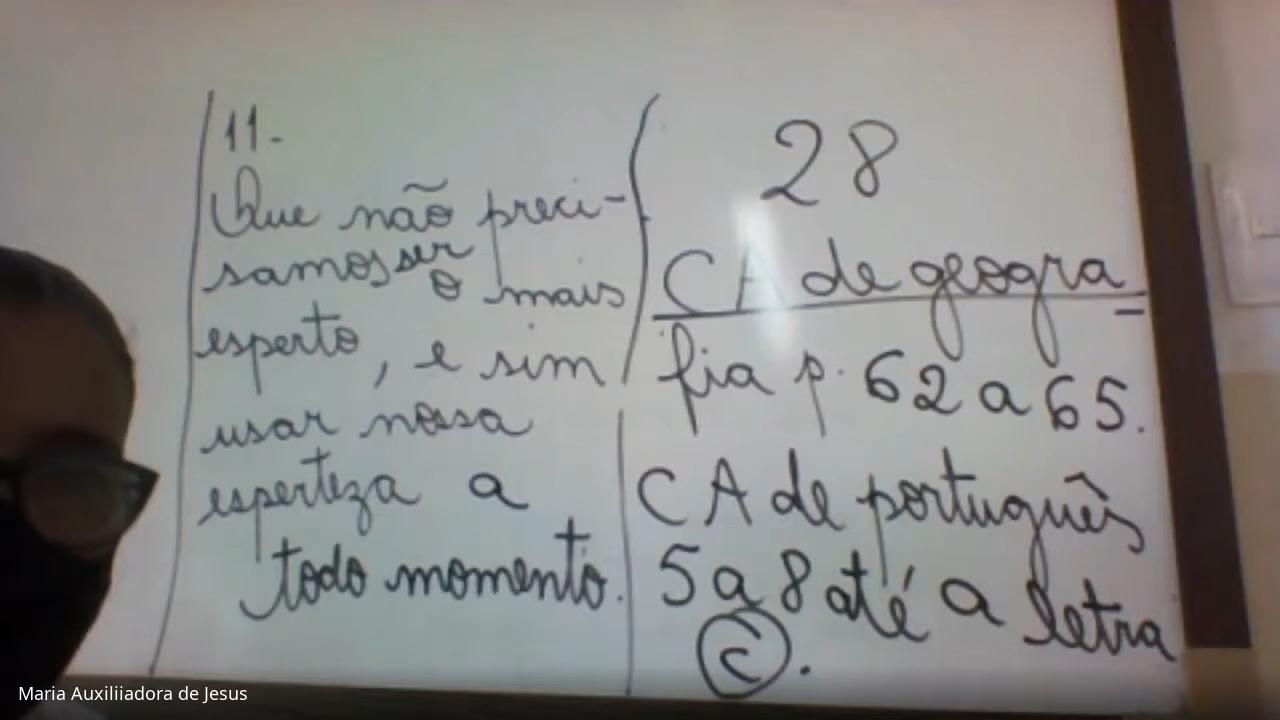 11-
Que não preci-
samos ser
o mais
esperto, e sim
usar nossa
esperteza a
todo momento.
28
CA de geogra-
fia p. 62 a 65.
CA de português
5 a 8 até a letra
c.
Maria Auxiliiadora de Jesus